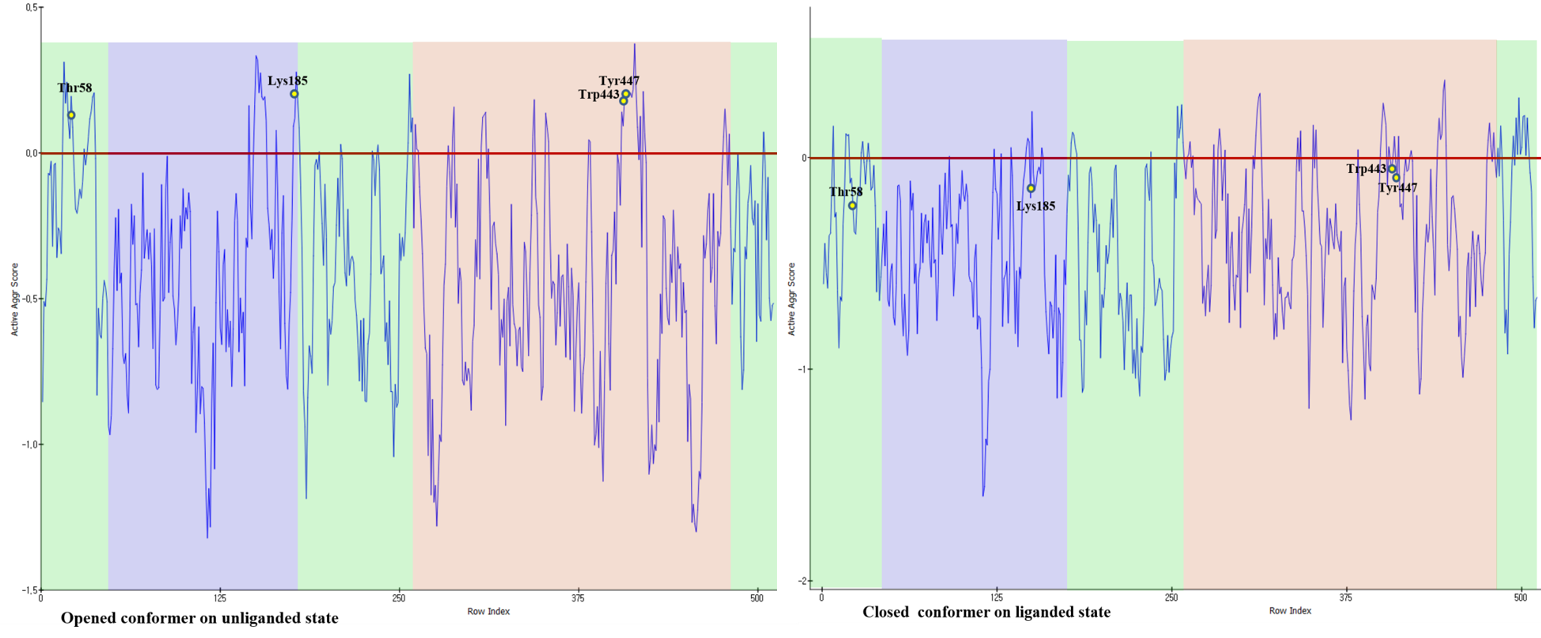 0,5
0,0
-0,5
-1,0
-1,5
Active Aggr Score
Thr58
Lys185
Tyr447
Trp443
0
125
250
375
500
Row Index
Opened conformer on unliganded state
0
-1
-2
Active Aggr Score
Thr58
Lys185
Trp443
Tyr447
0
125
250
375
500
Row Index
Closed conformer on liganded state